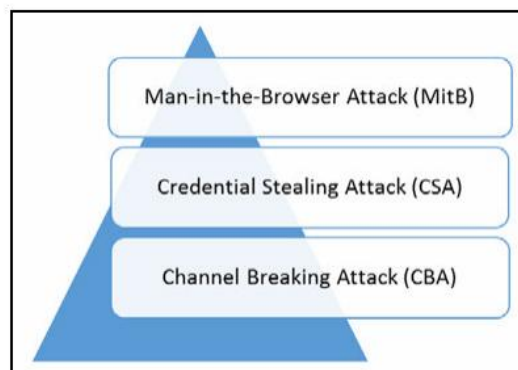 Man-in-the-Browser Attack (MitB)
Credential Stealing Attack (CSA)
Channel Breaking Attack (CBA)